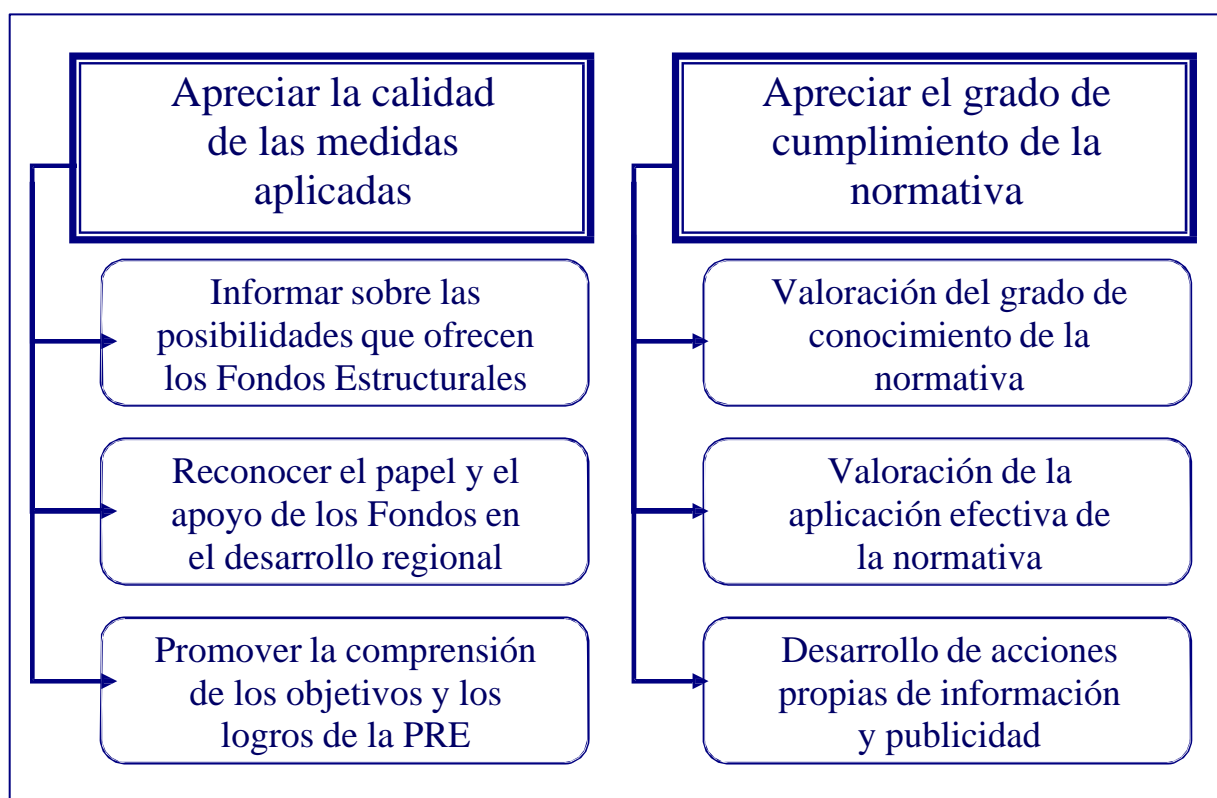 Apreciar la calidad
de las medidas
aplicadas
Informar sobre las
posibilidades que ofrecen
los Fondos Estructurales
Reconocer el papel y el
apoyo de los Fondos en
el desarrollo regional
Promover la comprensión
de los objetivos y los
logros de la PRE
Apreciar el grado de
cumplimiento de la
normativa
Valoración del grado de
conocimiento de la
normativa
Valoración de la
aplicación efectiva de
la normativa
Desarrollo de acciones
propias de información
y publicidad